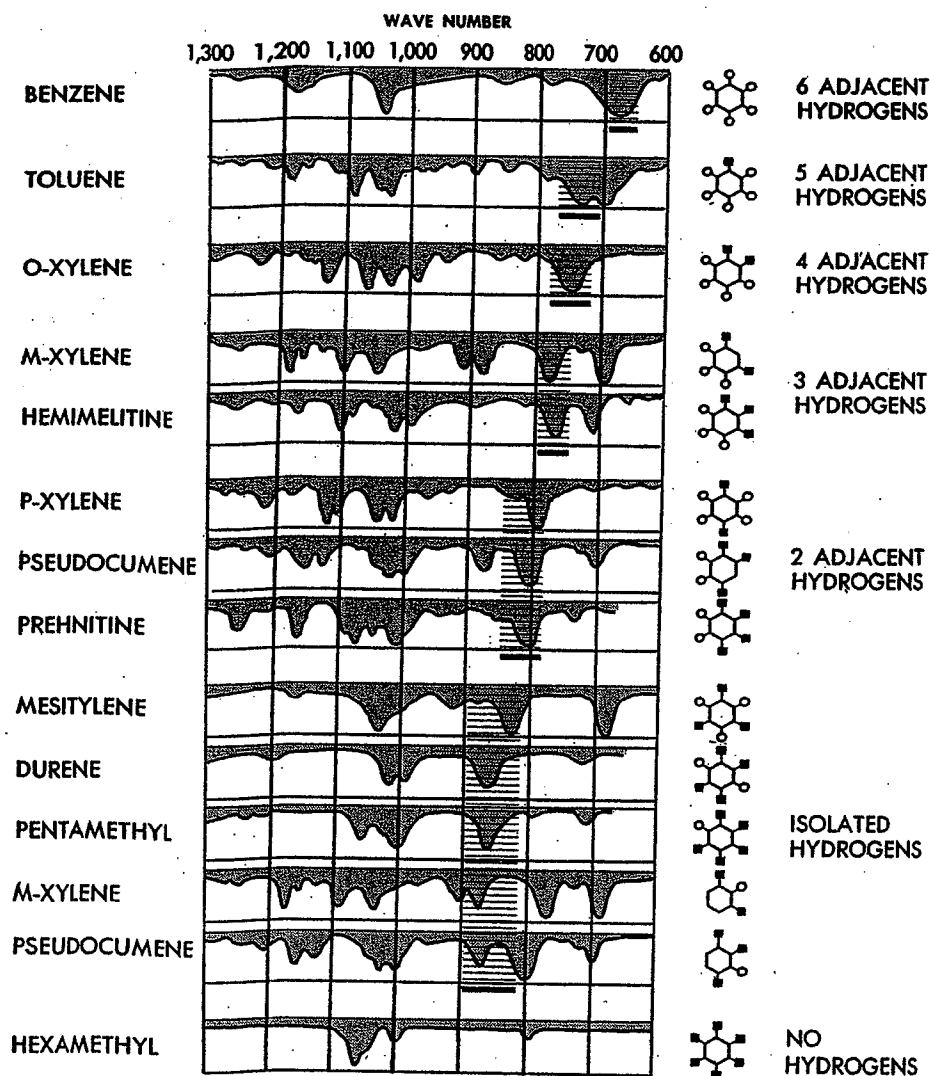 WAVE NUMBER
1,300 1,200 1,100 1,000 900 800 700 600
BENZENE
6 ADJACENT
HYDROGENS
TOLUENE
5 ADJACENT
HYDROGENS
O-XYLENE
4 ADJACENT
HYDROGENS
M-XYLENE
3 ADJACENT
HYDROGENS
HEMIMELITINE
P-XYLENE
PSEUDOCUMENE
2 ADJACENT
HYDROGENS
PREHNITINE
MESITYLENE
DURENE
PENTAMETHYL
ISOLATED
HYDROGENS
M-XYLENE
PSEUDOCUMENE
HEXAMETHYL
NO
HYDROGENS